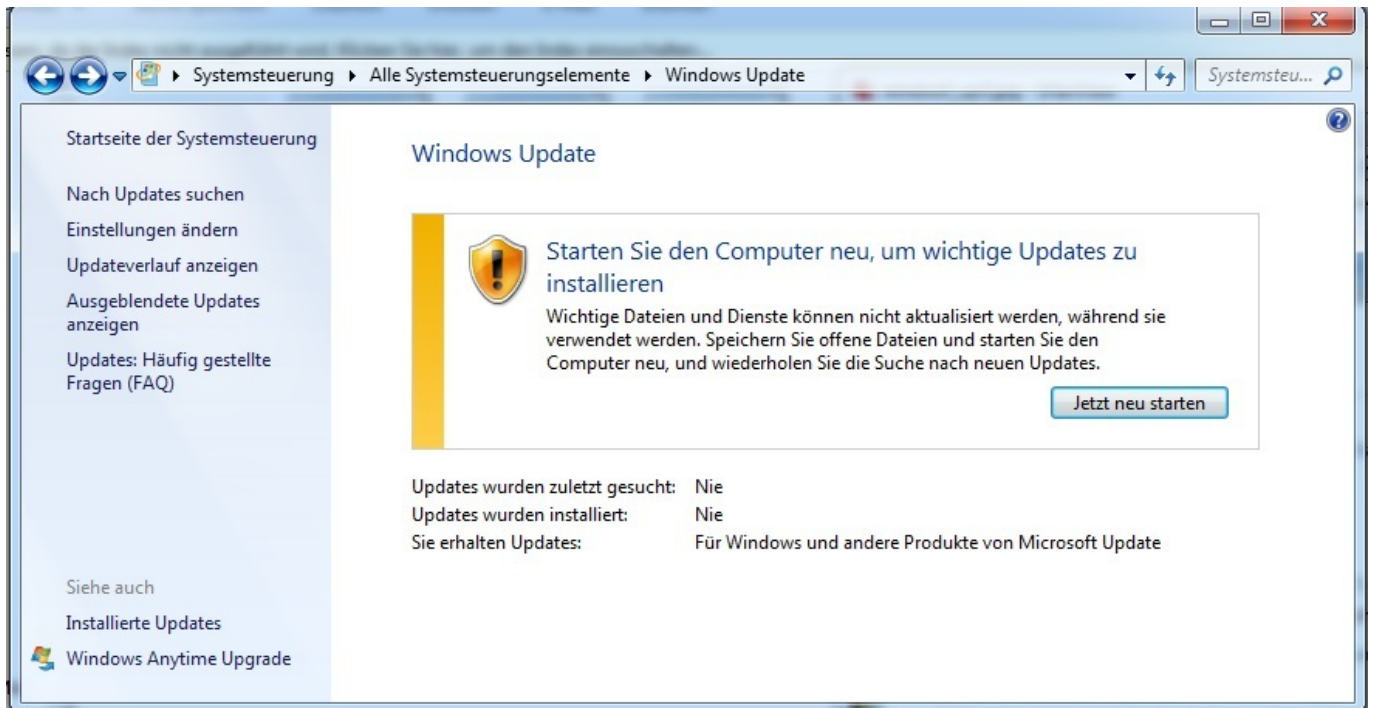 Systemsteuerung ▸ Alle Systemsteuerungselemente ▸ Windows Update
Systemsteu...
Startseite der Systemsteuerung
Nach Updates suchen
Einstellungen ändern
Updateverlauf anzeigen
Ausgeblendete Updates
anzeigen
Updates: Häufig gestellte
Fragen (FAQ)
Siehe auch
Installierte Updates
Windows Anytime Upgrade
Windows Update
Starten Sie den Computer neu, um wichtige Updates zu
installieren
Wichtige Dateien und Dienste können nicht aktualisiert werden, während sie
verwendet werden. Speichern Sie offene Dateien und starten Sie den
Computer neu, und wiederholen Sie die Suche nach neuen Updates.
Jetzt neu starten
Updates wurden zuletzt gesucht: Nie
Updates wurden installiert: Nie
Sie erhalten Updates: Für Windows und andere Produkte von Microsoft Update